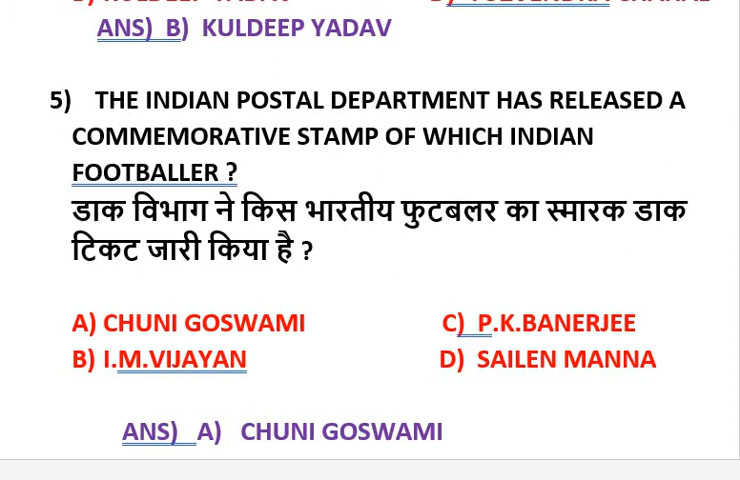 ANS) B) KULDEEP YADAV
5) THE INDIAN POSTAL DEPARTMENT HAS RELEASED A
COMMEMORATIVE STAMP OF WHICH INDIAN
FOOTBALLER ?
डाक विभाग ने किस भारतीय फुटबलर का स्मारक डाक
टिकट जारी किया है ?
A) CHUNI GOSWAMI C) P.K.BANERJEE
B) I.M.VIJAYAN D) SAILEN MANNA
ANS) A) CHUNI GOSWAMI